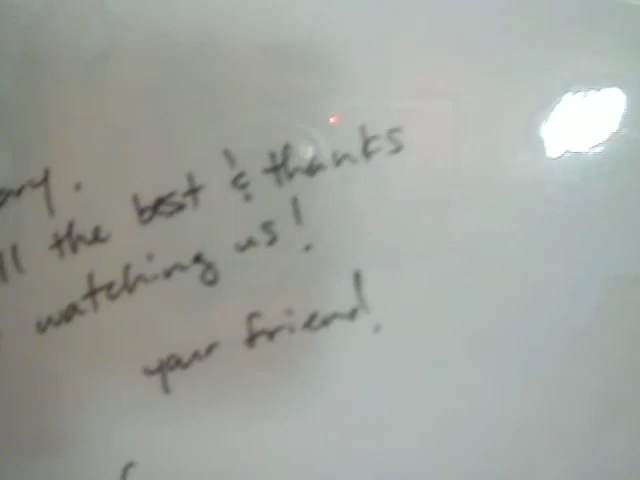 ary.
ll the best & thanks
watching us!
your friend,